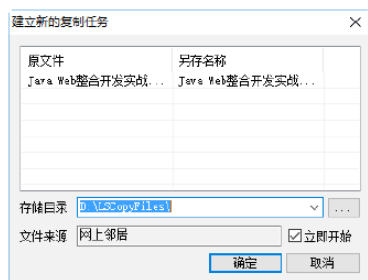 建立新的复制任务
原文件 另存名称
Java Web整合开发实战... Java Web整合开发实战...
存储目录 D:\LSCopyFiles\ ...
文件来源 网上邻居 立即开始
确定 取消